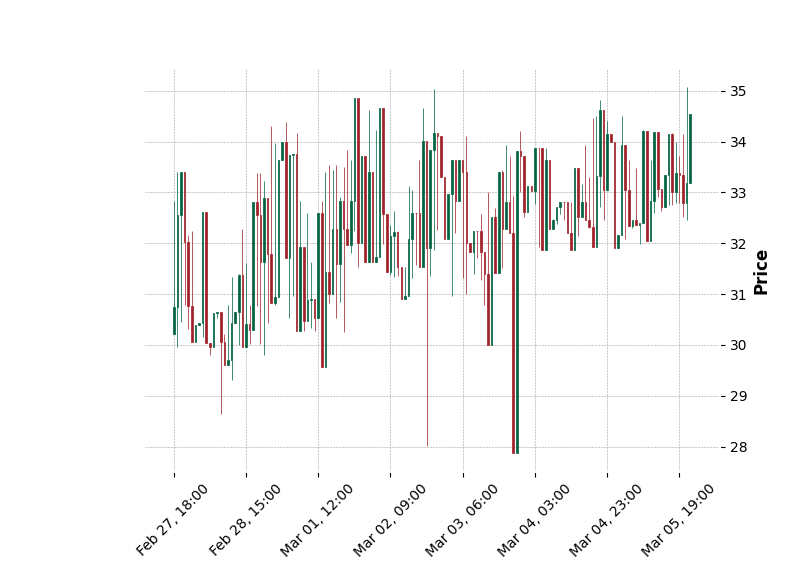 35
34
33
32
31
30
29
28
Price
Feb 27, 18:00
Feb 28, 15:00
Mar 01, 12:00
Mar 02, 09:00
Mar 03, 06:00
Mar 04, 03:00
Mar 04, 23:00
Mar 05, 19:00